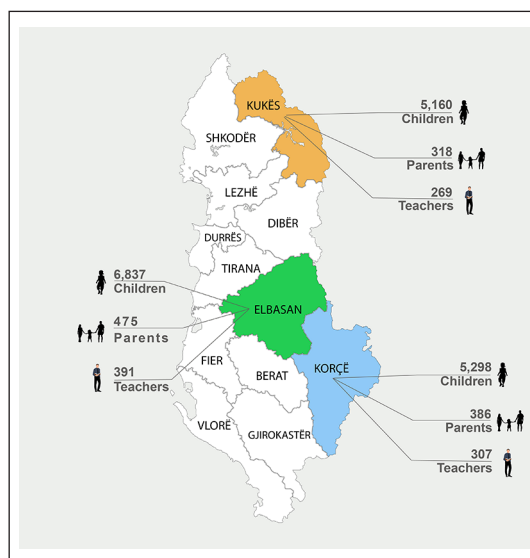 KUKËS
5,160
Children
SHKODËR
318
Parents
LEZHË
269
Teachers
DIBËR
DURRËS
TIRANA
6,837
Children
ELBASAN
475
Parents
FIER
391
Teachers
BERAT
KORÇË
5,298
Children
VLORË
386
Parents
GJIROKASTËR
307
Teachers